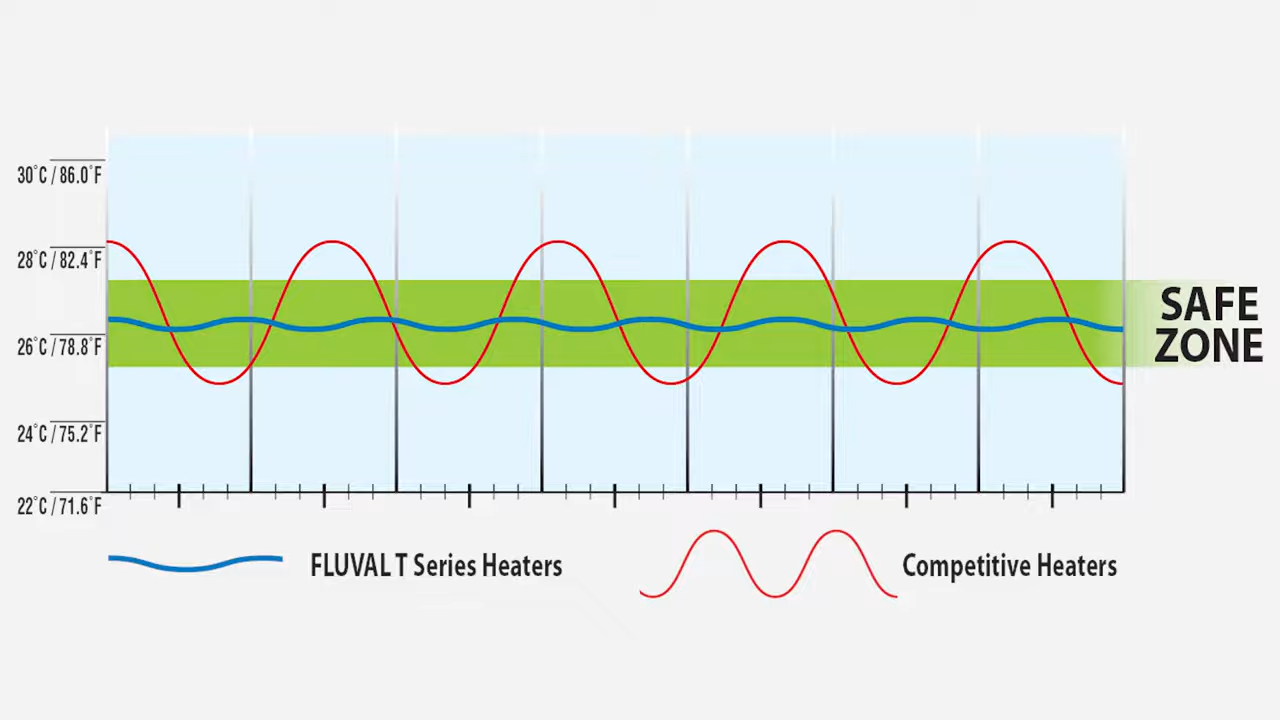 30°C / 86.0°F
28°C / 82.4°F
26°C / 78.8°F
24°C / 75.2°F
22°C / 71.6°F
SAFE
ZONE
FLUVAL T Series Heaters
Competitive Heaters